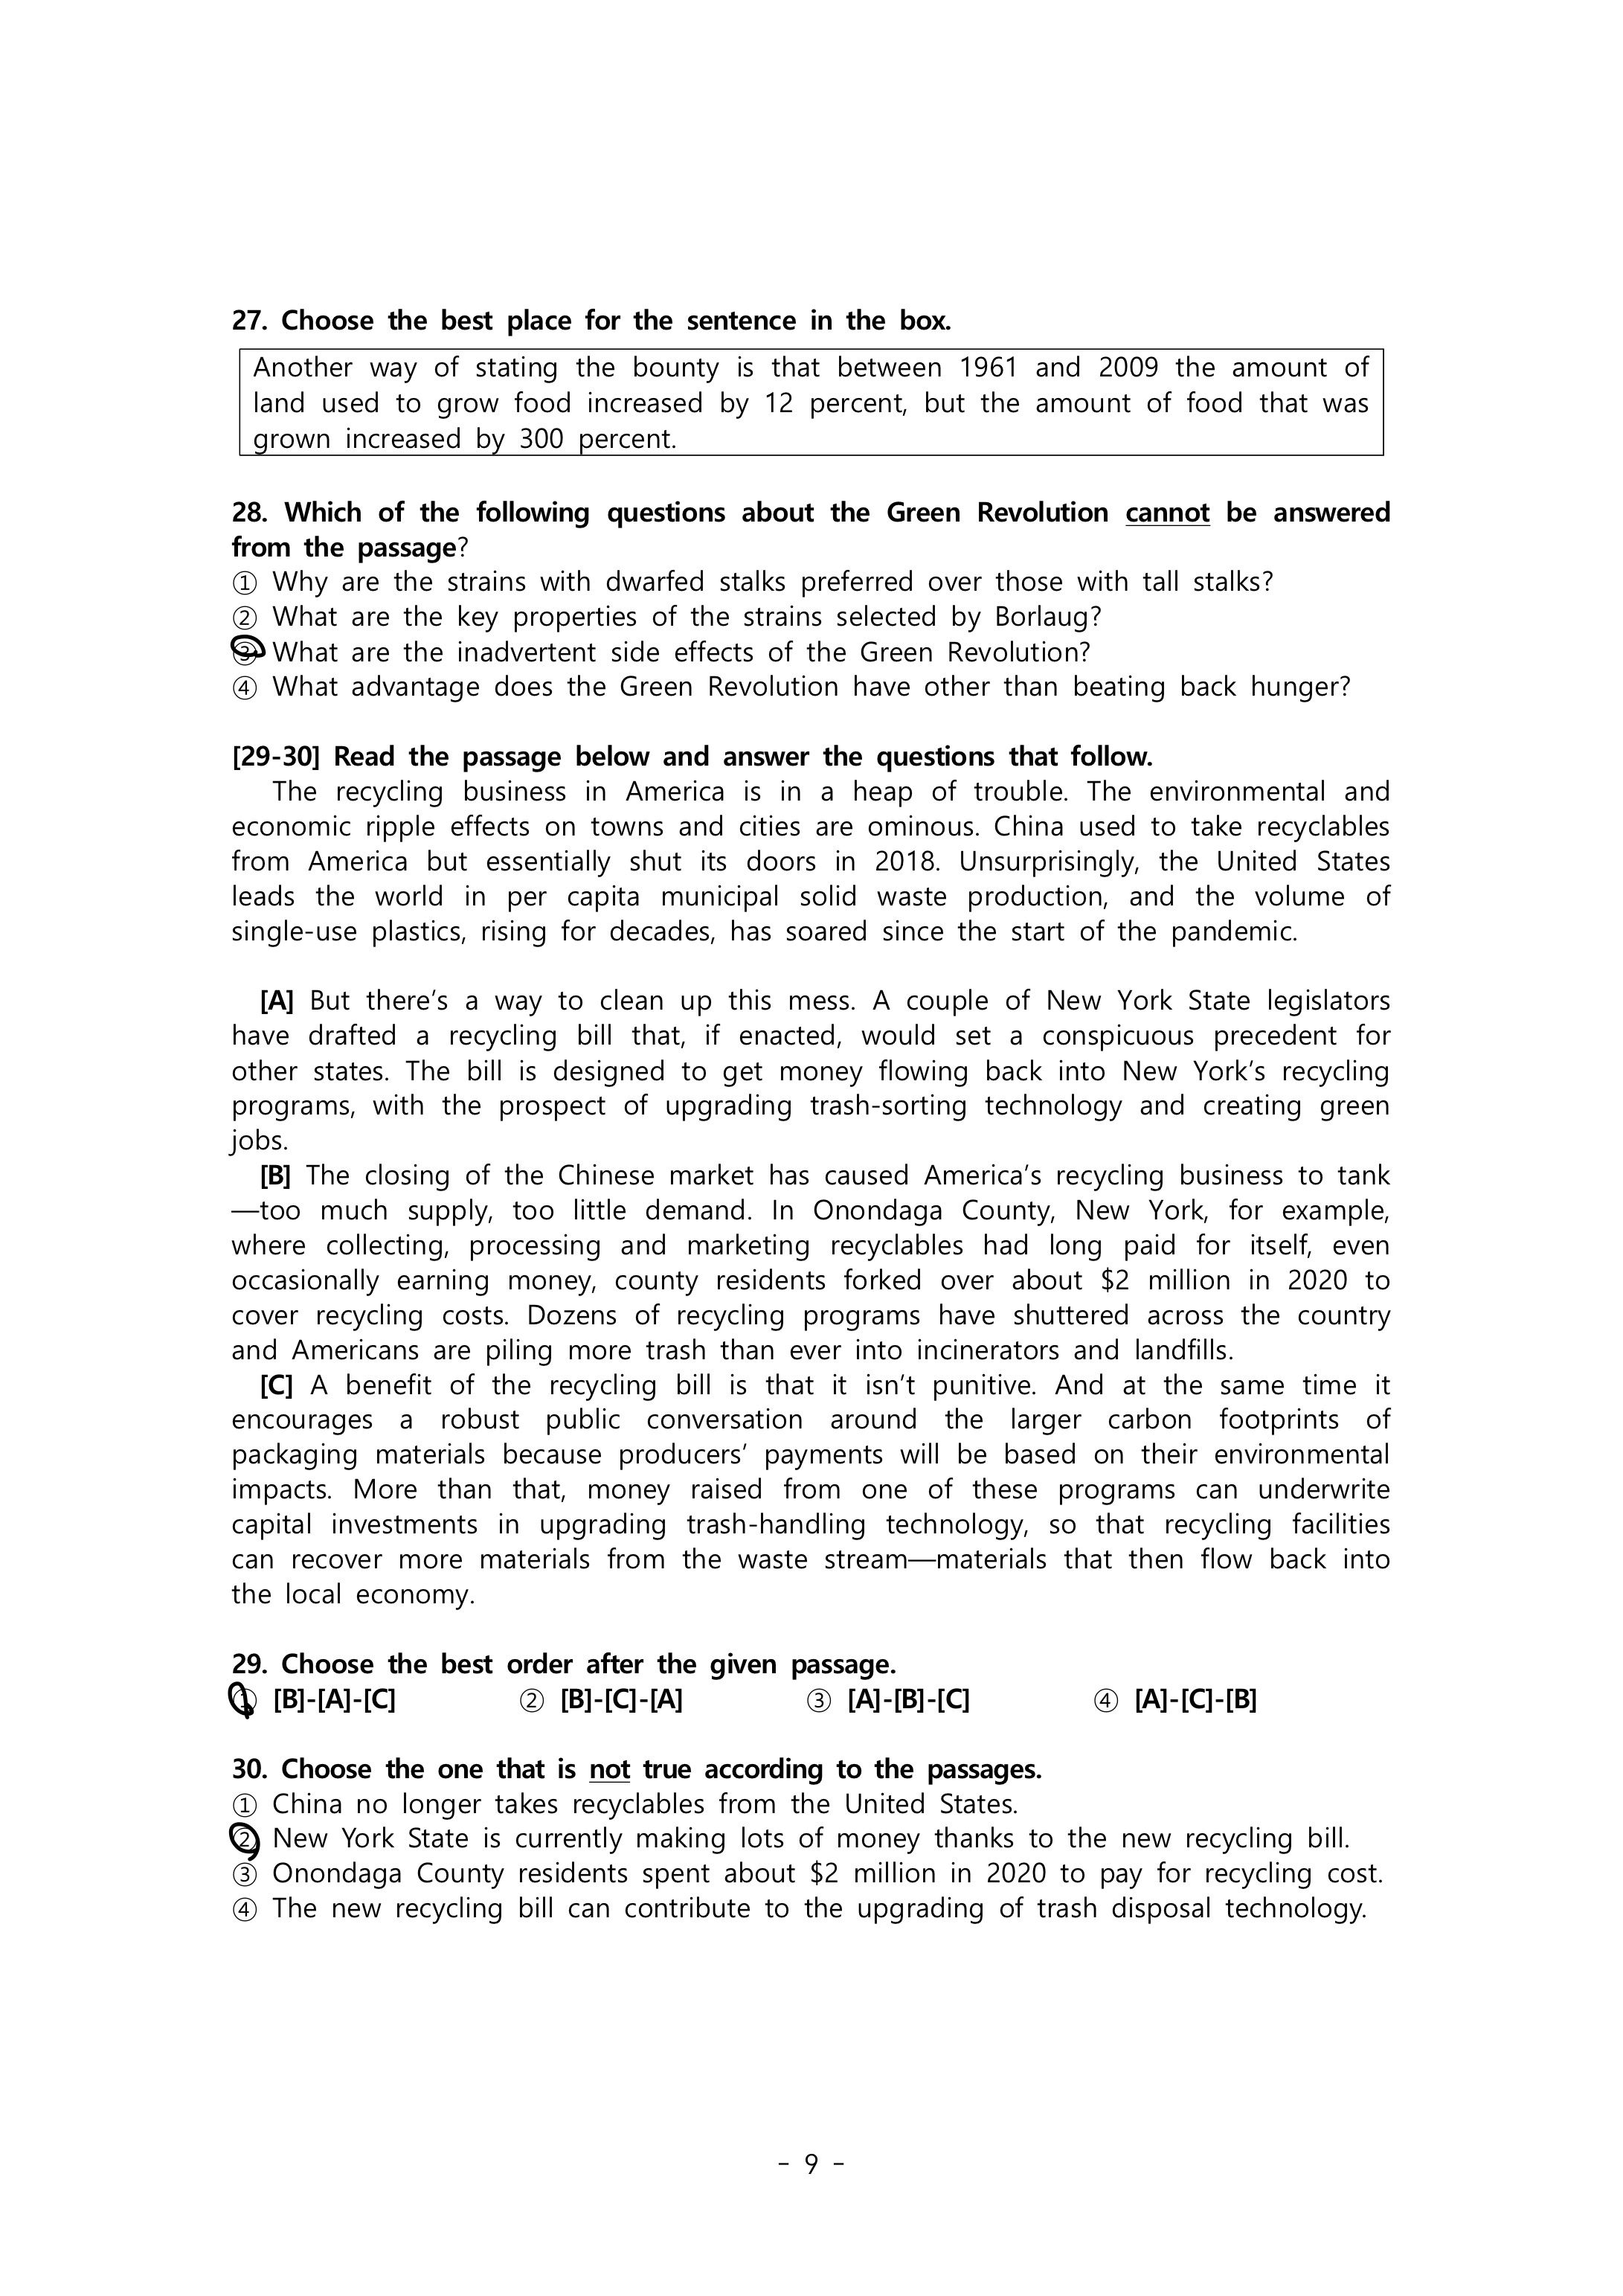 27. Choose the best place for the sentence in the box.
Another way of stating the bounty is that between 1961 and 2009 the amount of
land used to grow food increased by 12 percent, but the amount of food that was
grown increased by 300 percent.
28. Which of the following questions about the Green Revolution cannot be answered
from the passage?
① Why are the strains with dwarfed stalks preferred over those with tall stalks?
② What are the key properties of the strains selected by Borlaug?
③ What are the inadvertent side effects of the Green Revolution?
④ What advantage does the Green Revolution have other than beating back hunger?
[29-30] Read the passage below and answer the questions that follow.
The recycling business in America is in a heap of trouble. The environmental and
economic ripple effects on towns and cities are ominous. China used to take recyclables
from America but essentially shut its doors in 2018. Unsurprisingly, the United States
leads the world in per capita municipal solid waste production, and the volume of
single-use plastics, rising for decades, has soared since the start of the pandemic.
[A] But there's a way to clean up this mess. A couple of New York State legislators
have drafted a recycling bill that, if enacted, would set a conspicuous precedent for
other states. The bill is designed to get money flowing back into New York's recycling
programs, with the prospect of upgrading trash-sorting technology and creating green
jobs.
[B] The closing of the Chinese market has caused America's recycling business to tank
—too much supply, too little demand. In Onondaga County, New York, for example,
where collecting, processing and marketing recyclables had long paid for itself, even
occasionally earning money, county residents forked over about $2 million in 2020 to
cover recycling costs. Dozens of recycling programs have shuttered across the country
and Americans are piling more trash than ever into incinerators and landfills.
[C] A benefit of the recycling bill is that it isn't punitive. And at the same time it
encourages a robust public conversation around the larger carbon footprints of
packaging materials because producers' payments will be based on their environmental
impacts. More than that, money raised from one of these programs can underwrite
capital investments in upgrading trash-handling technology, so that recycling facilities
can recover more materials from the waste stream—materials that then flow back into
the local economy.
29. Choose the best order after the given passage.
① [B]-[A]-[C] ② [B]-[C]-[A] ③ [A]-[B]-[C] ④ [A]-[C]-[B]
30. Choose the one that is not true according to the passages.
① China no longer takes recyclables from the United States.
② New York State is currently making lots of money thanks to the new recycling bill.
③ Onondaga County residents spent about $2 million in 2020 to pay for recycling cost.
④ The new recycling bill can contribute to the upgrading of trash disposal technology.
- 9 -